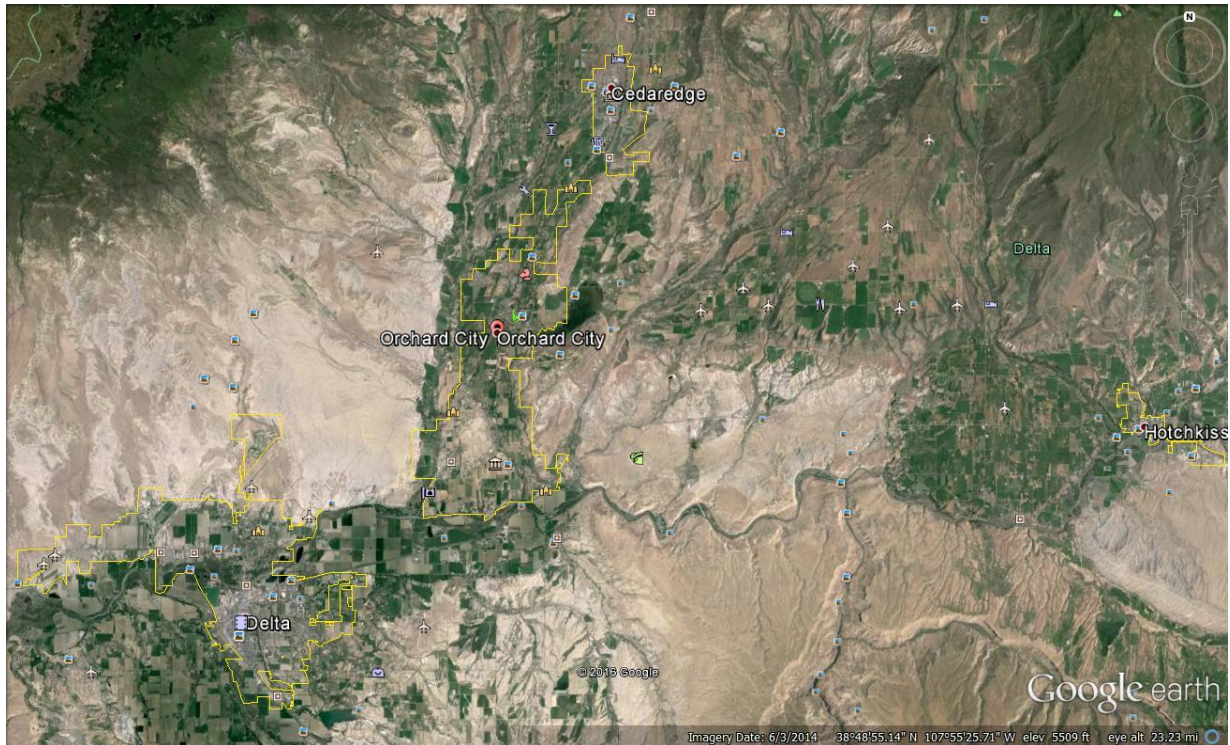 N
Cedaredge
Delta
Orchard City Orchard City
Hotchkiss
Delta
© 2016 Google
Google earth
Imagery Date: 6/3/2014 38°48'55.14" N 107°55'25.71" W elev 5509 ft eye alt 23.23 mi